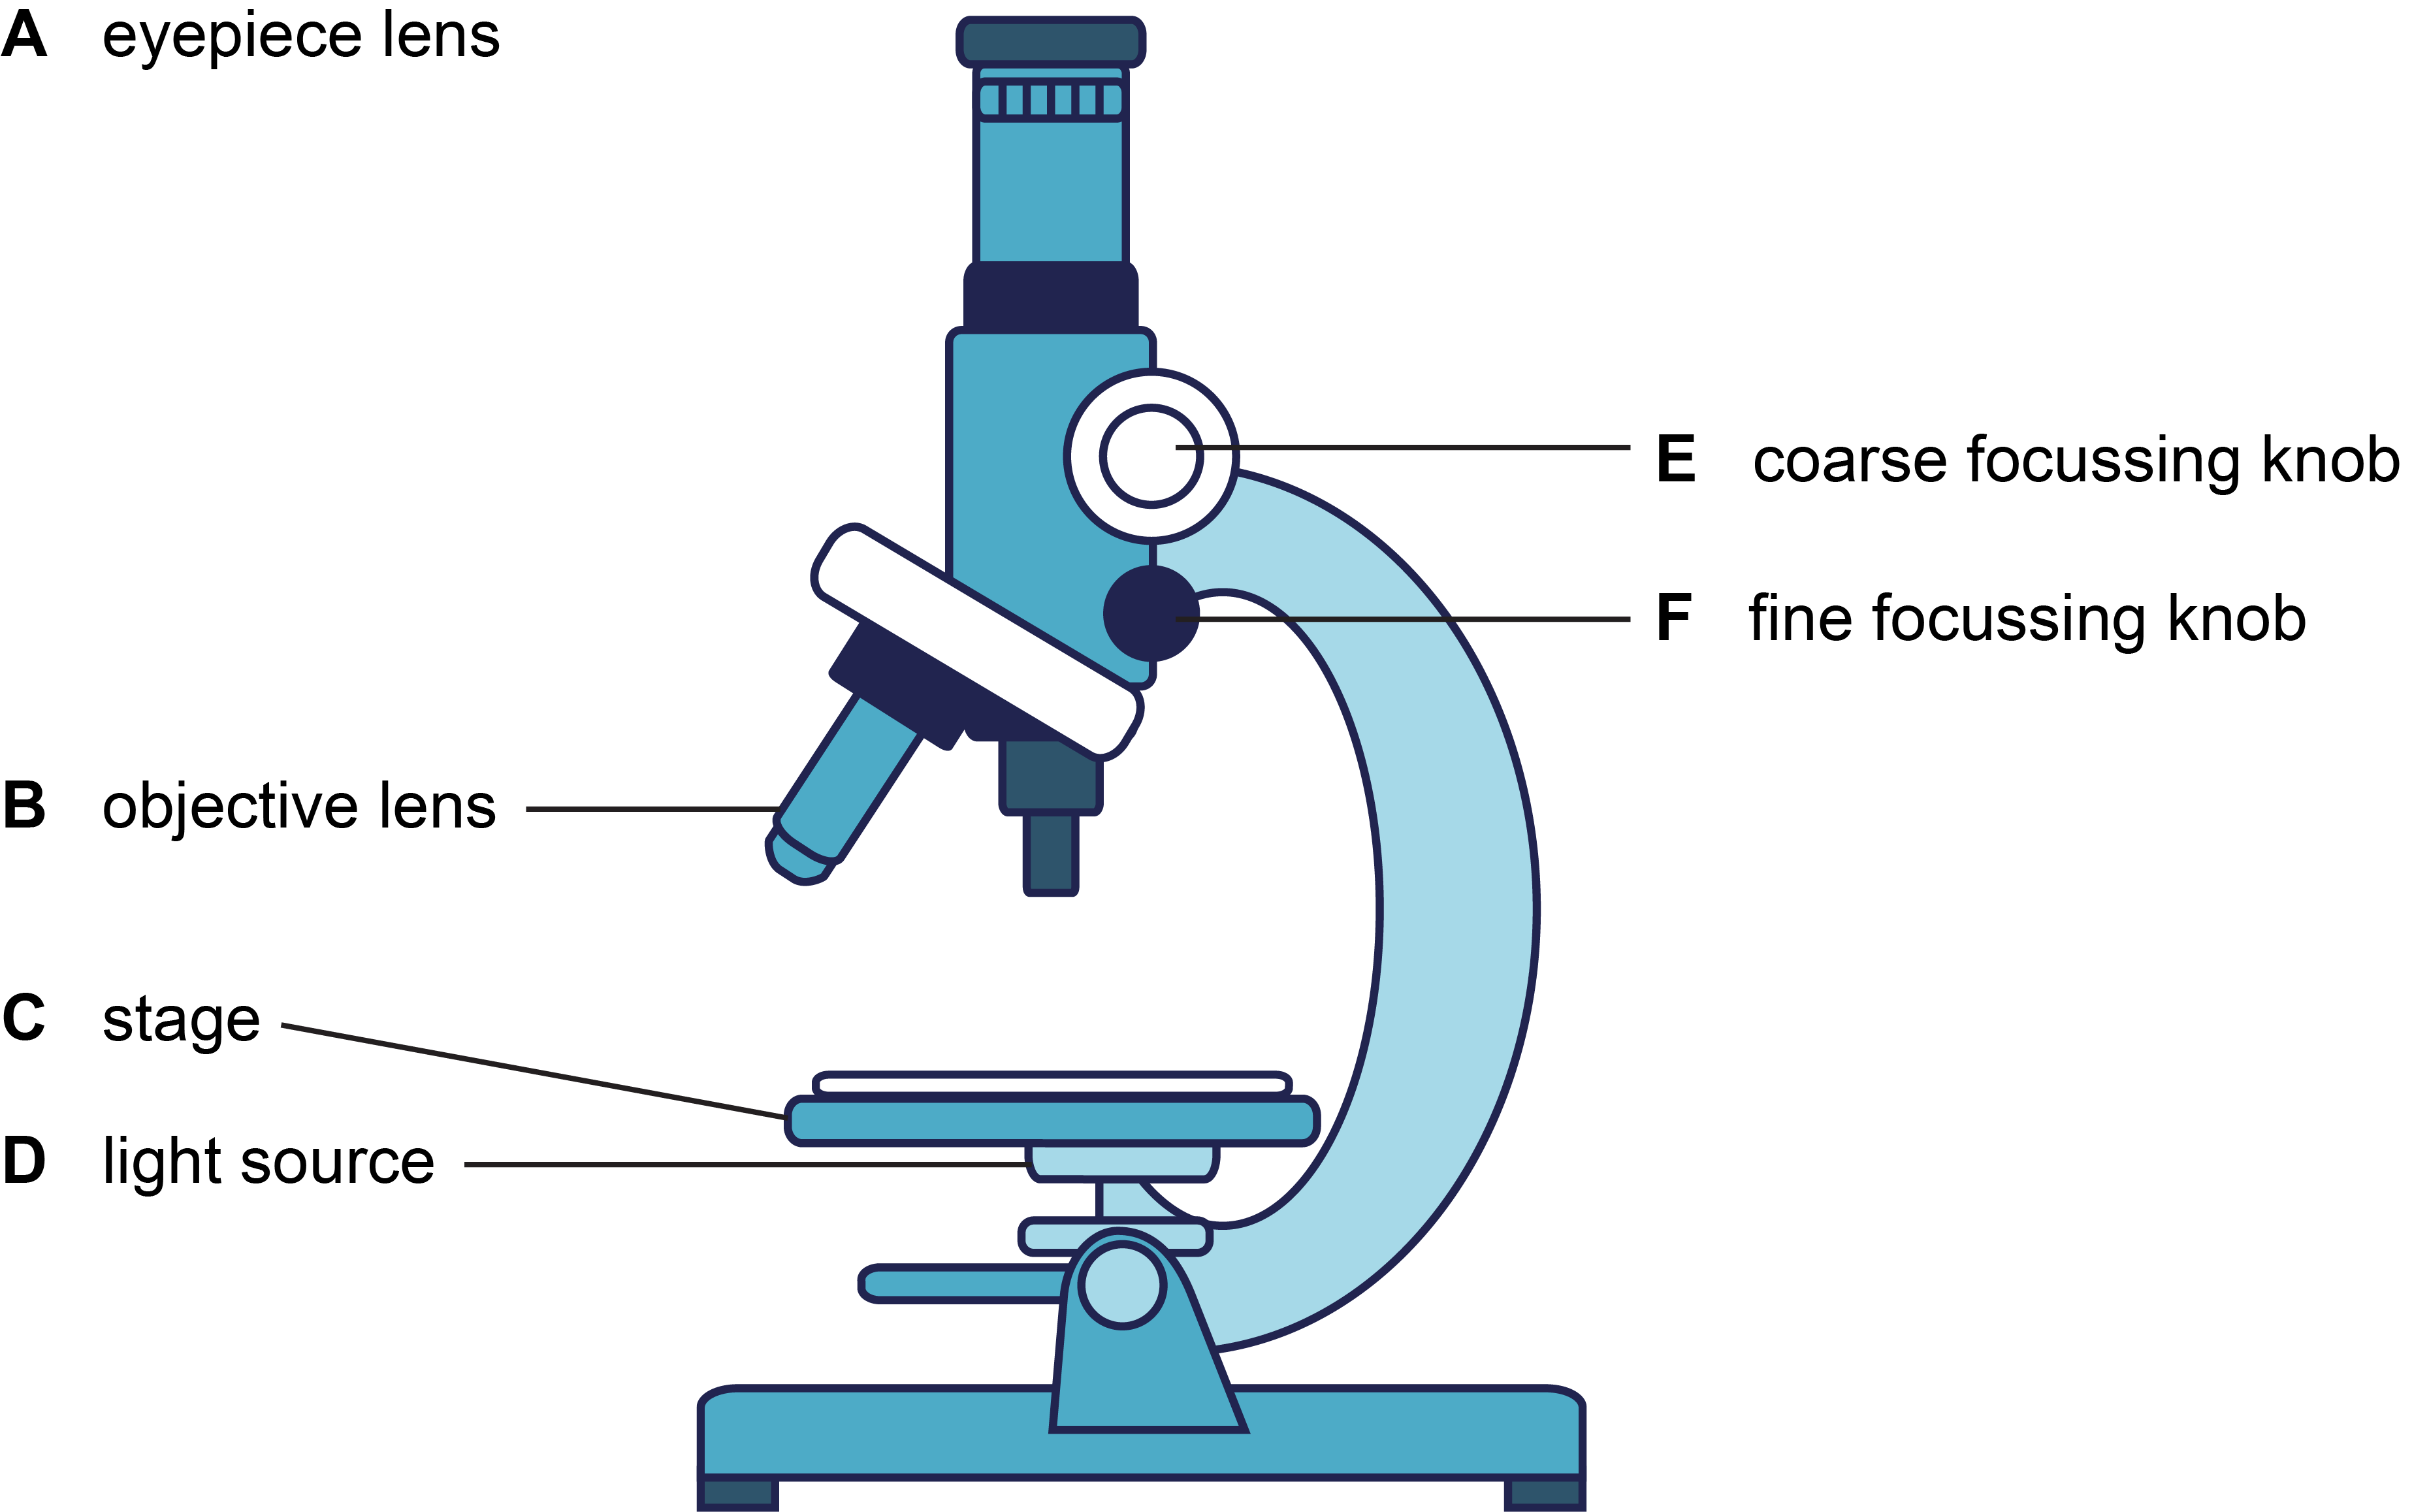 A eyepiece lens
E coarse focussing knob
F fine focussing knob
B objective lens
C stage
D light source